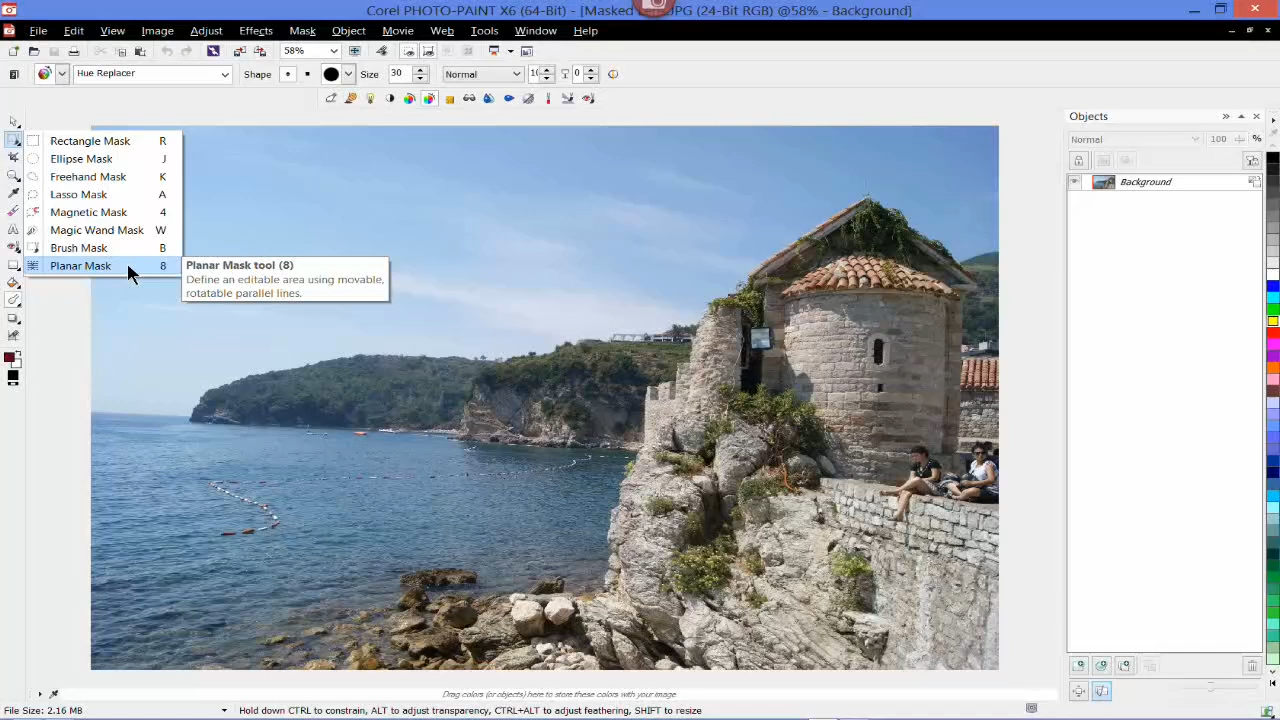 Corel PHOTO-PAINT X6 (64-Bit) - [Masked
JPG (24-Bit RGB) @58% - Background]
File Edit View Image Adjust Effects Mask Object Movie Web Tools Window Help
58%
Hue Replacer Shape Size 30 Normal 0
Objects
Normal 100 %
Background
Rectangle Mask R
Ellipse Mask J
Freehand Mask K
Lasso Mask A
Magnetic Mask 4
Magic Wand Mask W
Brush Mask B
Planar Mask 8
Planar Mask tool (8)
Define an editable area using movable,
rotatable parallel lines.
Drag colors (or objects) here to store these colors with your image
File Size: 2.16 MB Hold down CTRL to constrain, ALT to adjust transparency, CTRL+ALT to adjust feathering, SHIFT to resize